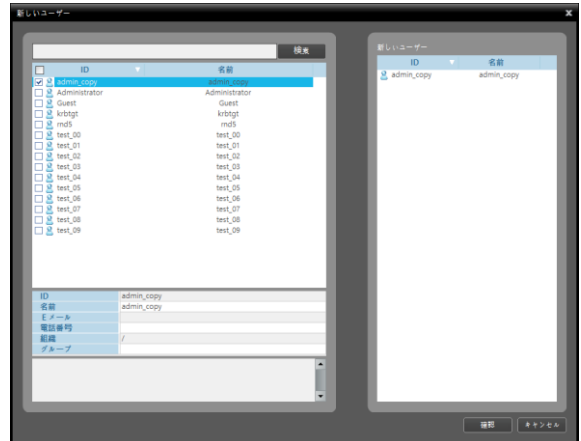 新しいユーザー
x
検索
ID 名前
admin_copy admin_copy
Administrator Administrator
Guest Guest
krbtgt krbtgt
rnd5 rnd5
test_00 test_00
test_01 test_01
test_02 test_02
test_03 test_03
test_04 test_04
test_05 test_05
test_06 test_06
test_07 test_07
test_08 test_08
test_09 test_09
ID admin_copy
名前 admin_copy
Eメール
電話番号
組織 /
グループ
新しいユーザー
ID 名前
admin_copy admin_copy
確認 キャンセル